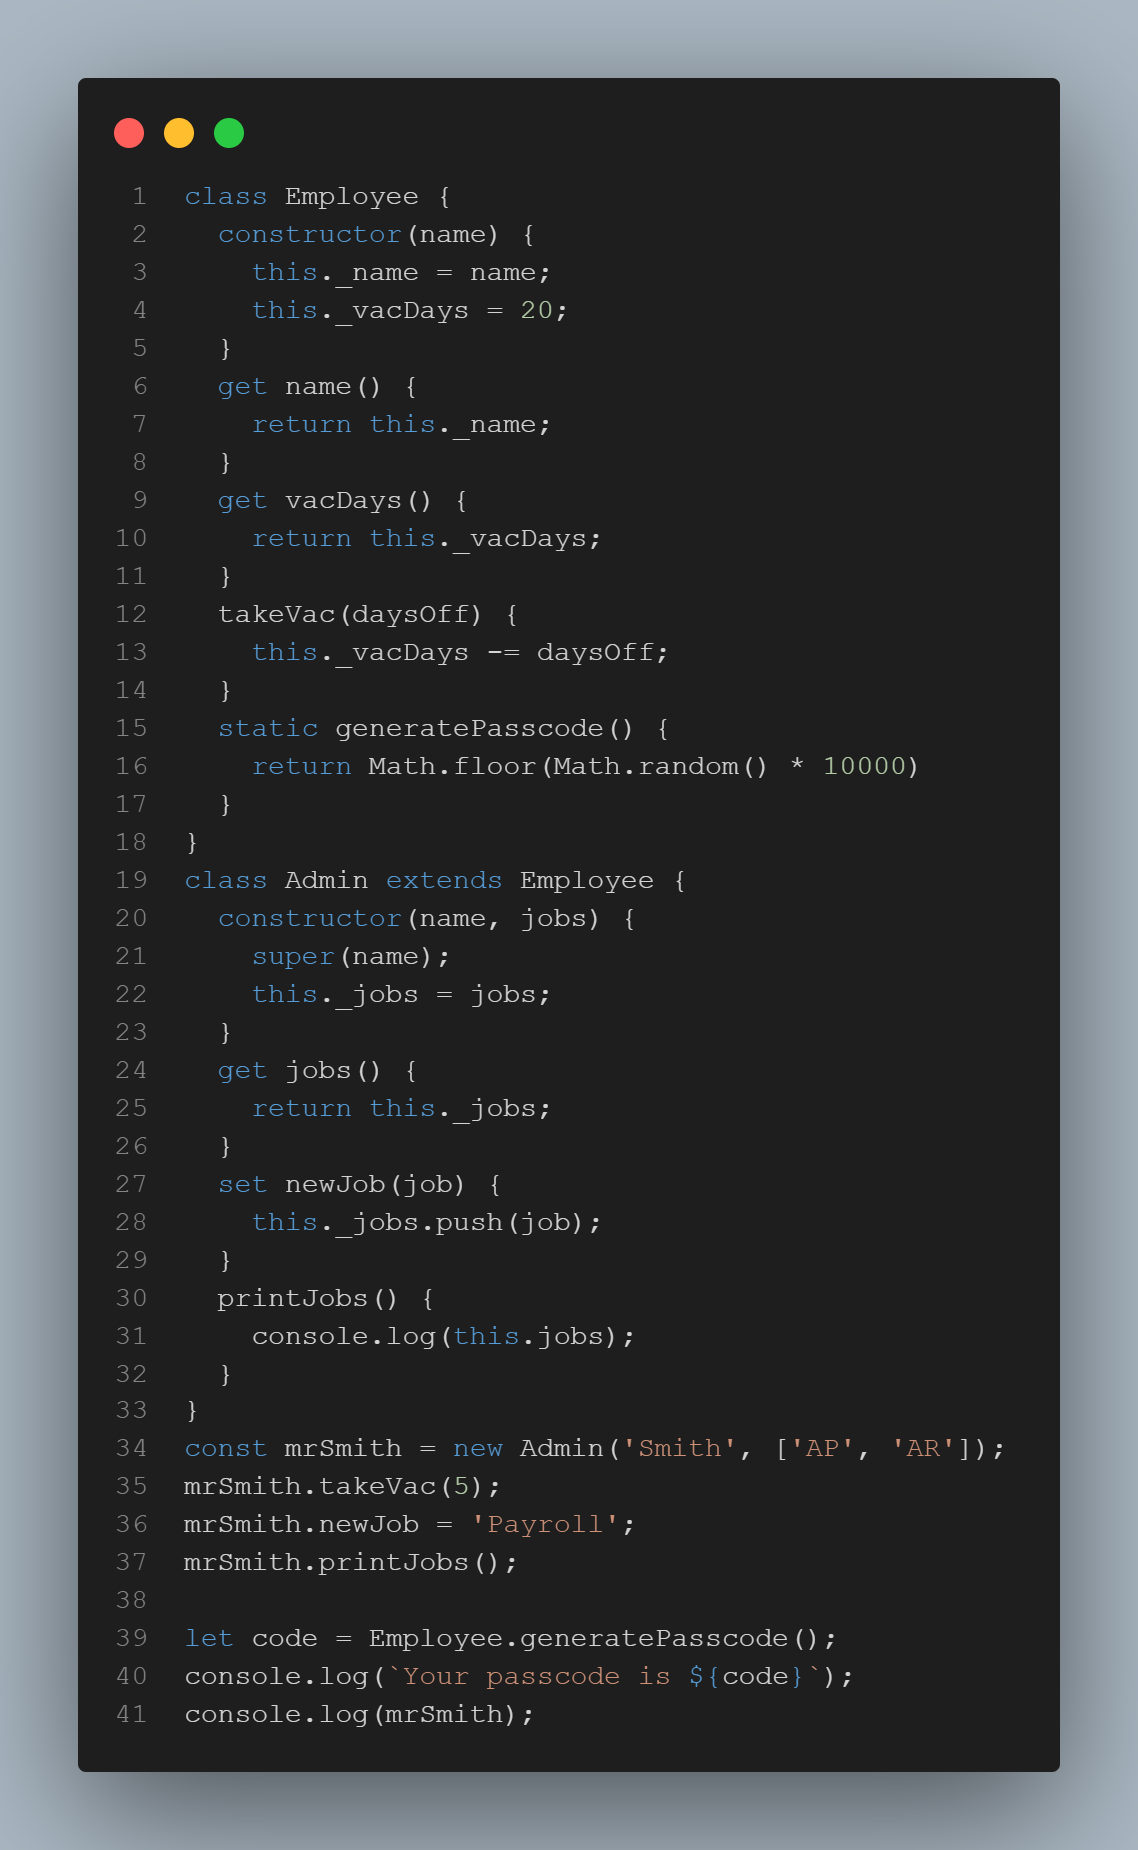 1 class Employee {
2   constructor(name) {
3     this._name = name;
4     this._vacDays = 20;
5   }
6   get name() {
7     return this._name;
8   }
9   get vacDays() {
10     return this._vacDays;
11   }
12   takeVac(daysOff) {
13     this._vacDays -= daysOff;
14   }
15   static generatePasscode() {
16     return Math.floor(Math.random() * 10000)
17   }
18 }
19 class Admin extends Employee {
20   constructor(name, jobs) {
21     super(name);
22     this._jobs = jobs;
23   }
24   get jobs() {
25     return this._jobs;
26   }
27   set newJob(job) {
28     this._jobs.push(job);
29   }
30   printJobs() {
31     console.log(this.jobs);
32   }
33 }
34 const mrSmith = new Admin('Smith', ['AP', 'AR']);
35 mrSmith.takeVac(5);
36 mrSmith.newJob = 'Payroll';
37 mrSmith.printJobs();
38
39 let code = Employee.generatePasscode();
40 console.log(`Your passcode is ${code}`);
41 console.log(mrSmith);